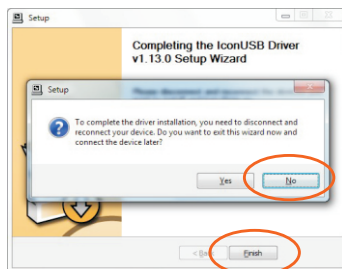 Setup
Completing the IconUSB Driver
v1.13.0 Setup Wizard
Setup
To complete the driver installation, you need to disconnect and
reconnect your device. Do you want to exit this wizard now and
connect the device later?
Yes
No
Finish